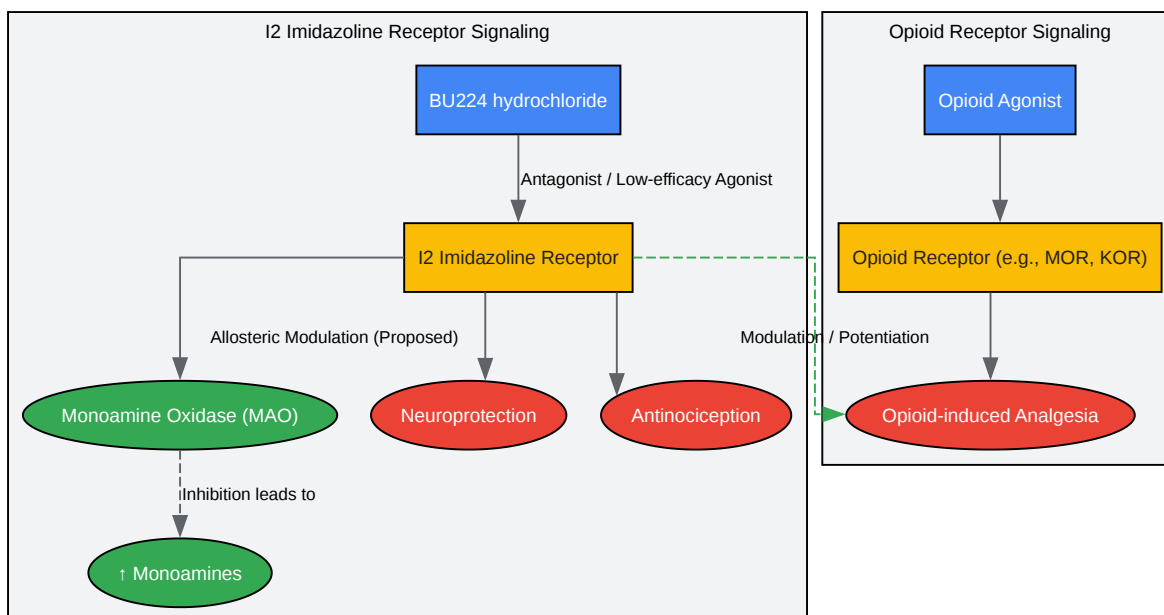 I2 Imidazoline Receptor Signaling
Opioid Receptor Signaling
BU224 hydrochloride
Opioid Agonist
Antagonist / Low-efficacy Agonist
I2 Imidazoline Receptor
Opioid Receptor (e.g., MOR, KOR)
Allosteric Modulation (Proposed)
Modulation / Potentiation
Monoamine Oxidase (MAO)
Neuroprotection
Antinociception
Opioid-induced Analgesia
Inhibition leads to
↑ Monoamines